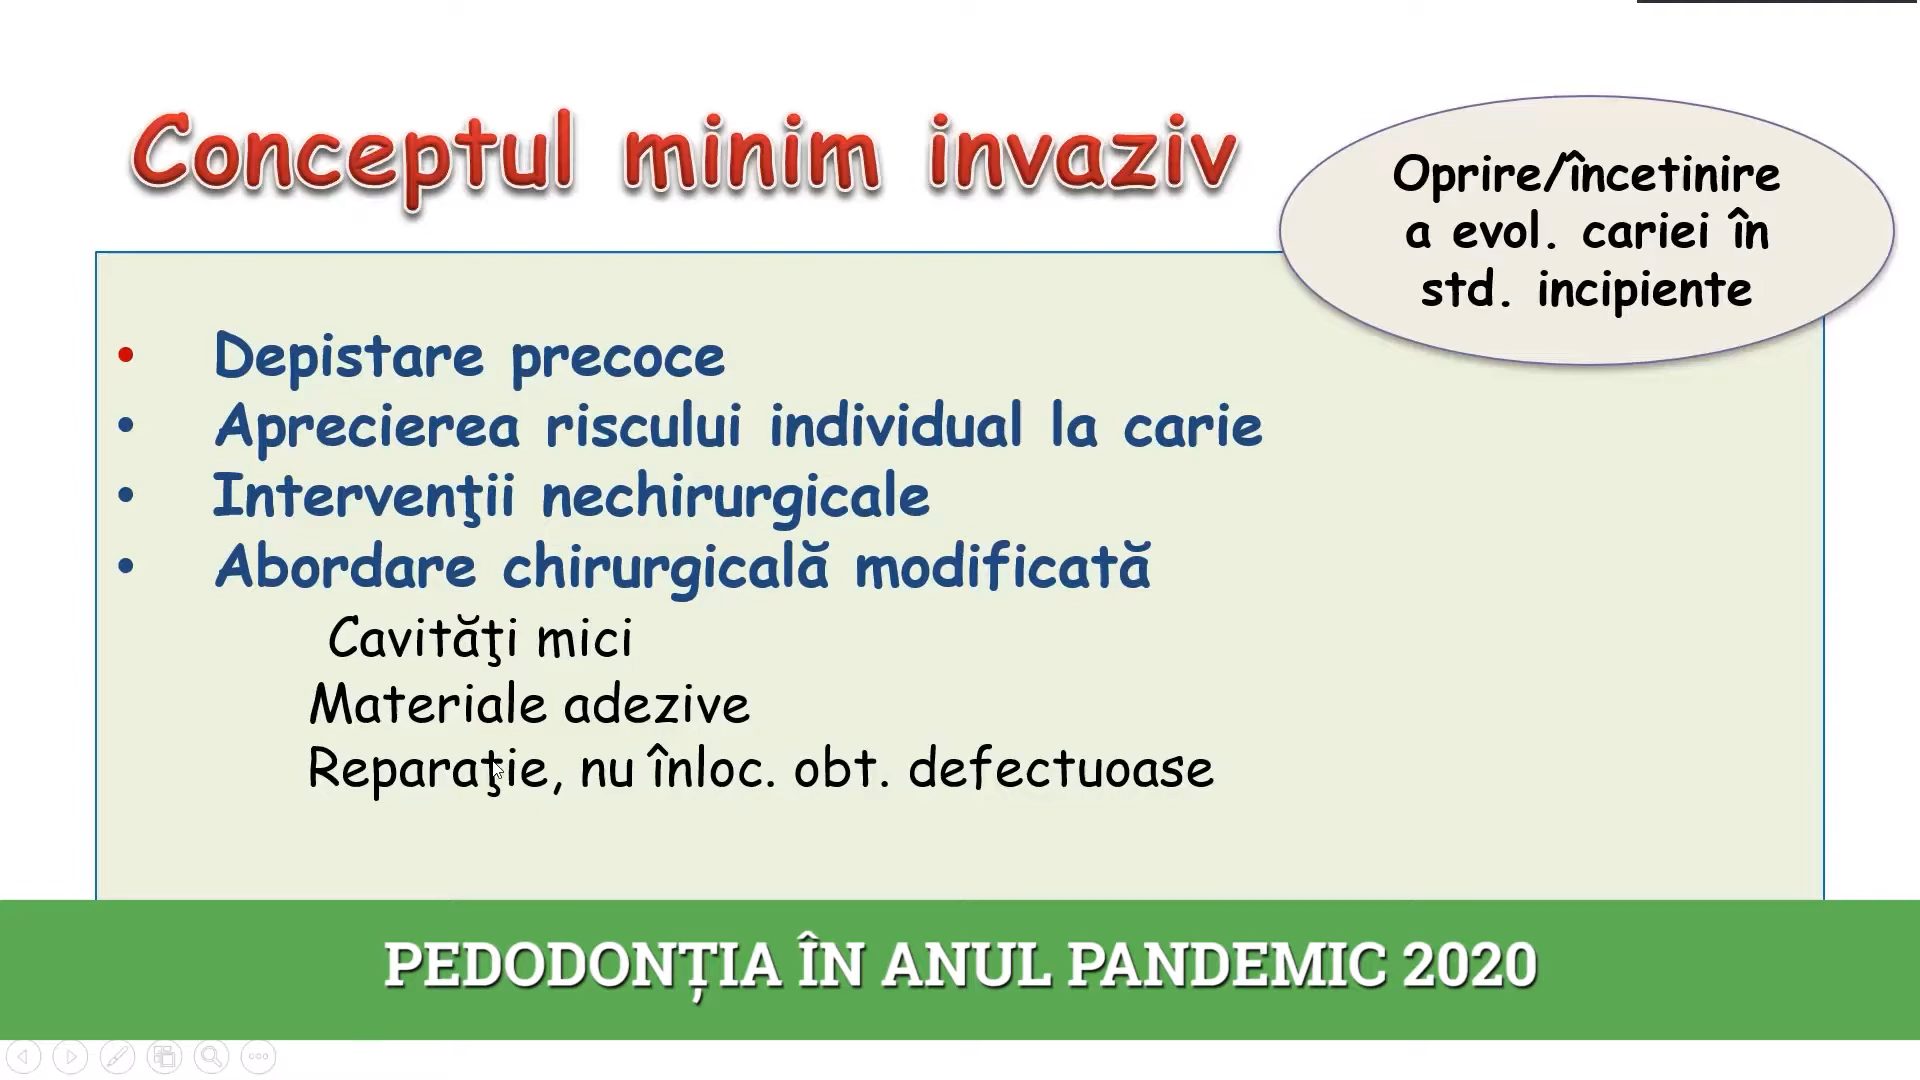 Conceptul minim invaziv
Oprire/încetinire
a evol. cariei în
std. incipiente
• Depistare precoce
• Aprecierea riscului individual la carie
• Intervenţii nechirurgicale
• Abordare chirurgicală modificată
Cavităţi mici
Materiale adezive
Reparaţie, nu înloc. obt. defectuoase
PEDODONȚIA ÎN ANUL PANDEMIC 2020